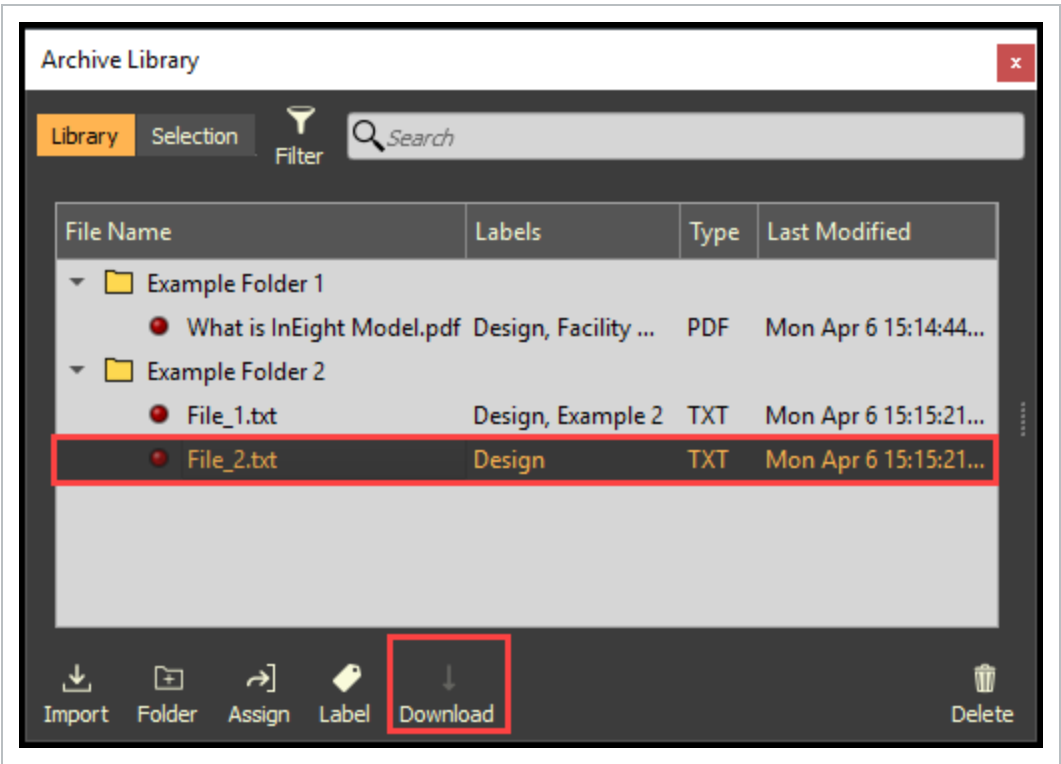 Archive Library
x
Library Selection Filter Search
File Name Labels Type Last Modified
Example Folder 1
What is InEight Model.pdf Design, Facility ... PDF Mon Apr 6 15:14:44...
Example Folder 2
File_1.txt Design, Example 2 TXT Mon Apr 6 15:15:21...
File_2.txt Design TXT Mon Apr 6 15:15:21...
Import Folder Assign Label Download Delete